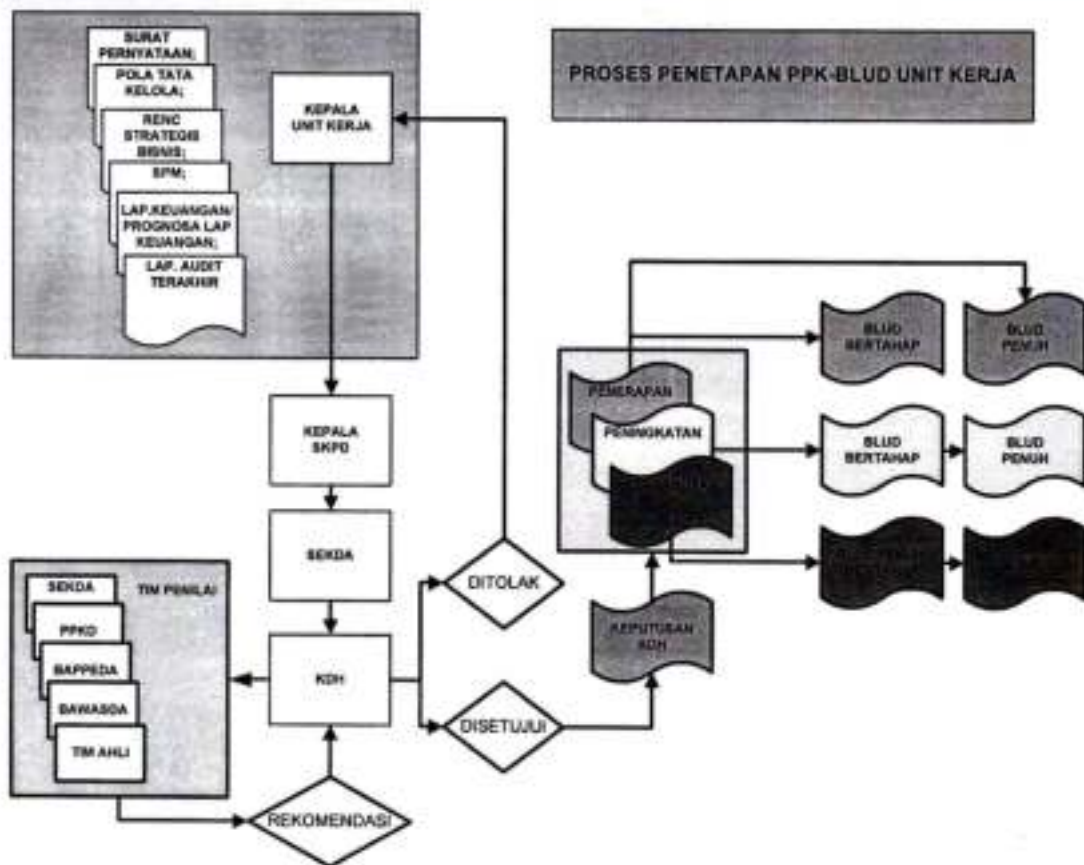 SURAT
PERNYATAAN;
POLA TATA
KELOLA;
RENC
STRATEGIS
BISNIS;
SPM;
LAP.KEUANGAN/
PROGNOSA LAP
KEUANGAN;
LAP. AUDIT
TERAKHIR
KEPALA
UNIT KERJA
PROSES PENETAPAN PPK-BLUD UNIT KERJA
KEPALA
SKPD
SEKDA
KDH
TIM PENILAI
SEKDA
PPKD
BAPPEDA
BAWASDA
TIM AHLI
REKOMENDASI
DITOLAK
DISETUJUI
KEPUTUSAN
KDH
PENERAPAN
PENINGKATAN
BLUD
BERTAHAP
BLUD
PENUH
BLUD
BERTAHAP
BLUD
PENUH